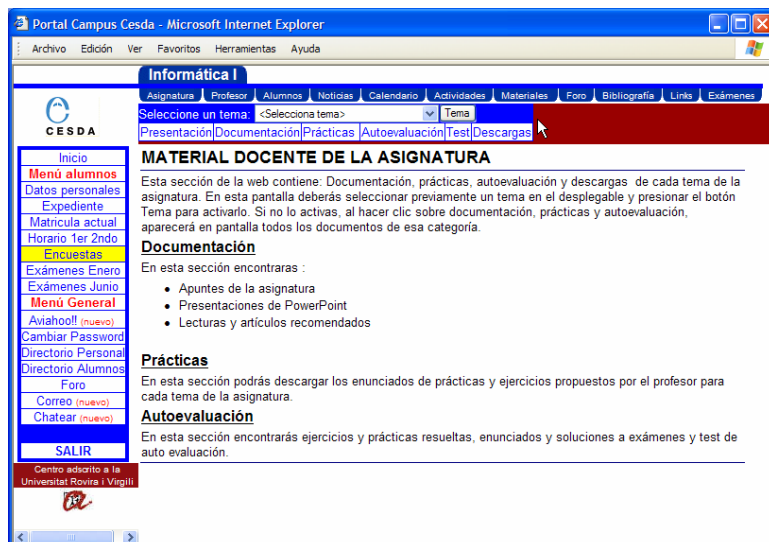 Portal Campus Cesda - Microsoft Internet Explorer
Archivo Edición Ver Favoritos Herramientas Ayuda
Informática I
Asignatura Profesor Alumnos Noticias Calendario Actividades Materiales Foro Bibliografía Links Exámenes
Seleccione un tema: <Selecciona tema> Tema
Presentación Documentación Prácticas Autoevaluación Test Descargas
CESDA
Inicio
Menú alumnos
Datos personales
Expediente
Matricula actual
Horario 1er 2ndo
Encuestas
Exámenes Enero
Exámenes Junio
Menú General
Aviahoo!! (nuevo)
Cambiar Password
Directorio Personal
Directorio Alumnos
Foro
Correo (nuevo)
Chatear (nuevo)
SALIR
Centro adscrito a la
Universitat Rovira i Virgili
MATERIAL DOCENTE DE LA ASIGNATURA
Esta sección de la web contiene: Documentación, prácticas, autoevaluación y descargas de cada tema de la
asignatura. En esta pantalla deberás seleccionar previamente un tema en el desplegable y presionar el botón
Tema para activarlo. Si no lo activas, al hacer clic sobre documentación, prácticas y autoevaluación,
aparecerá en pantalla todos los documentos de esa categoría.
Documentación
En esta sección encontraras :
Apuntes de la asignatura
Presentaciones de PowerPoint
Lecturas y artículos recomendados
Prácticas
En esta sección podrás descargar los enunciados de prácticas y ejercicios propuestos por el profesor para
cada tema de la asignatura.
Autoevaluación
En esta sección encontrarás ejercicios y prácticas resueltas, enunciados y soluciones a exámenes y test de
auto evaluación.